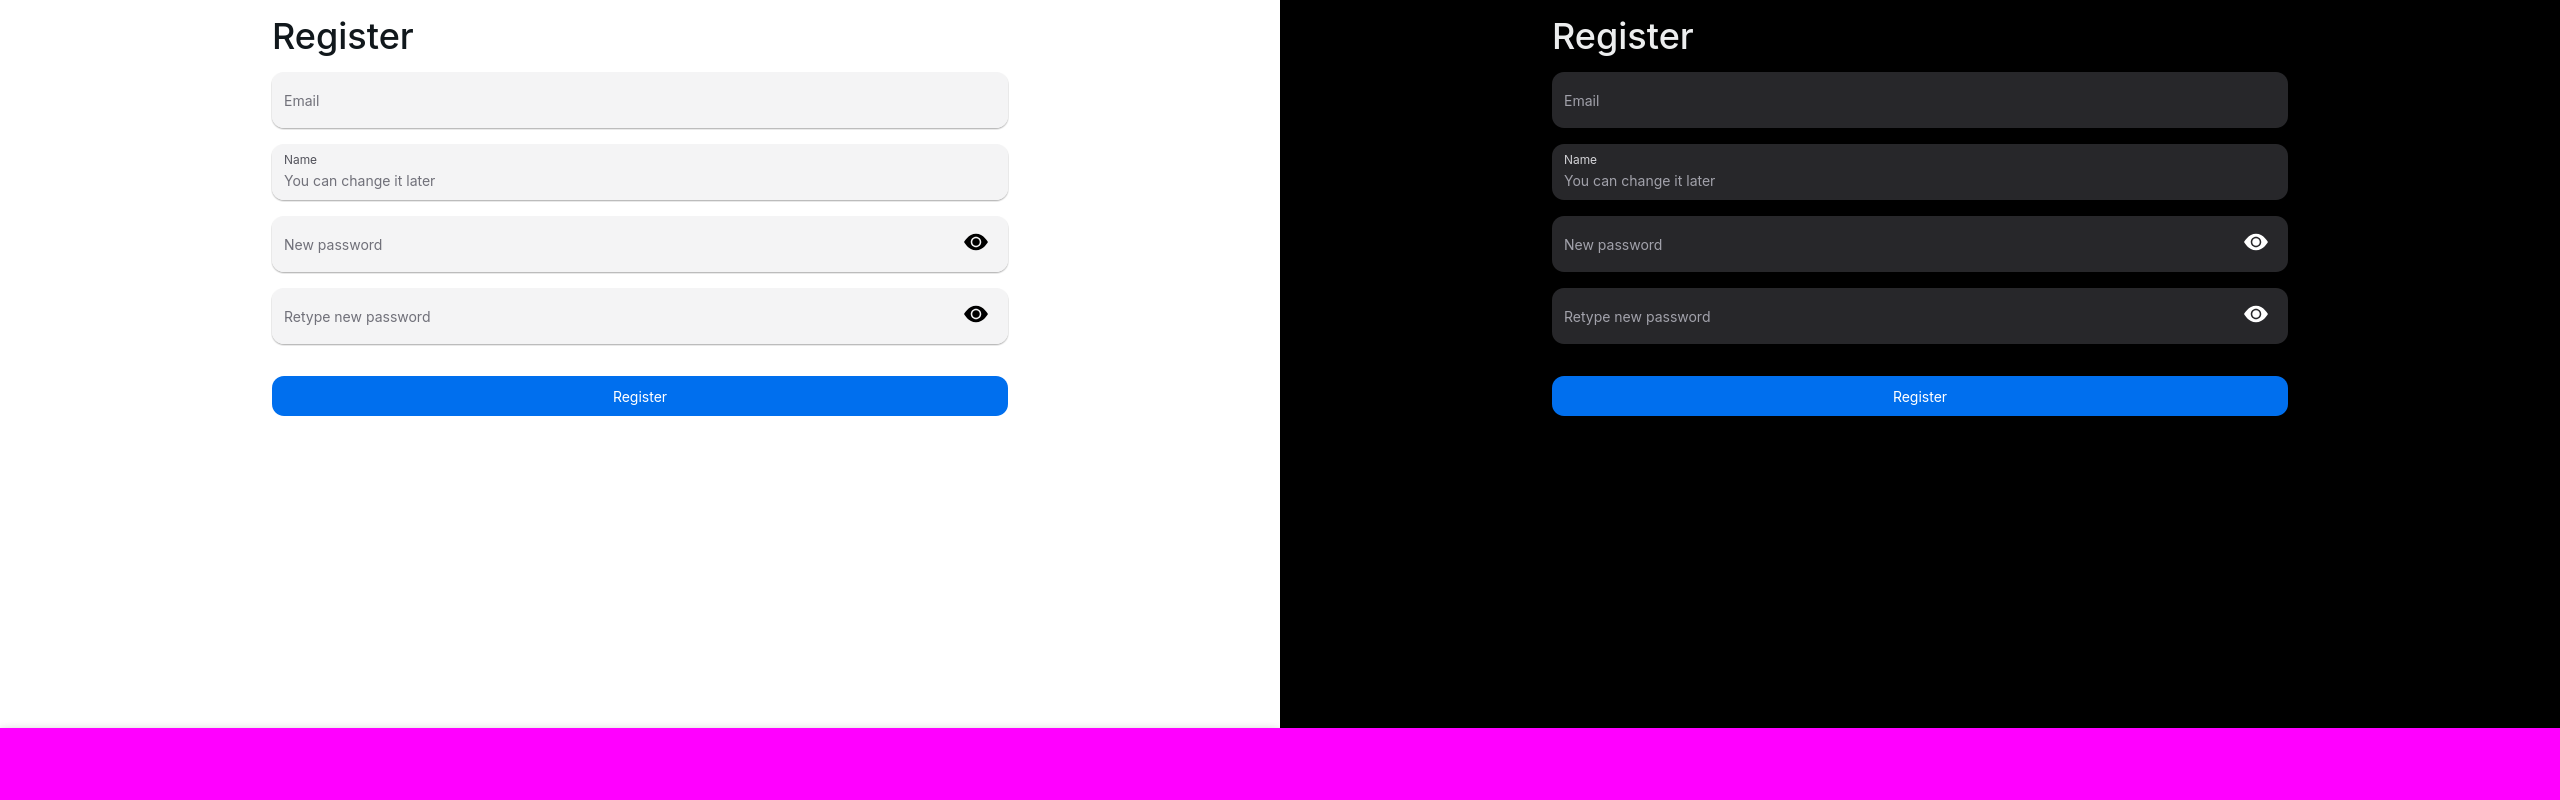 Register
Email
Name
You can change it later
New password
Retype new password
Register
Register
Email
Name
You can change it later
New password
Retype new password
Register